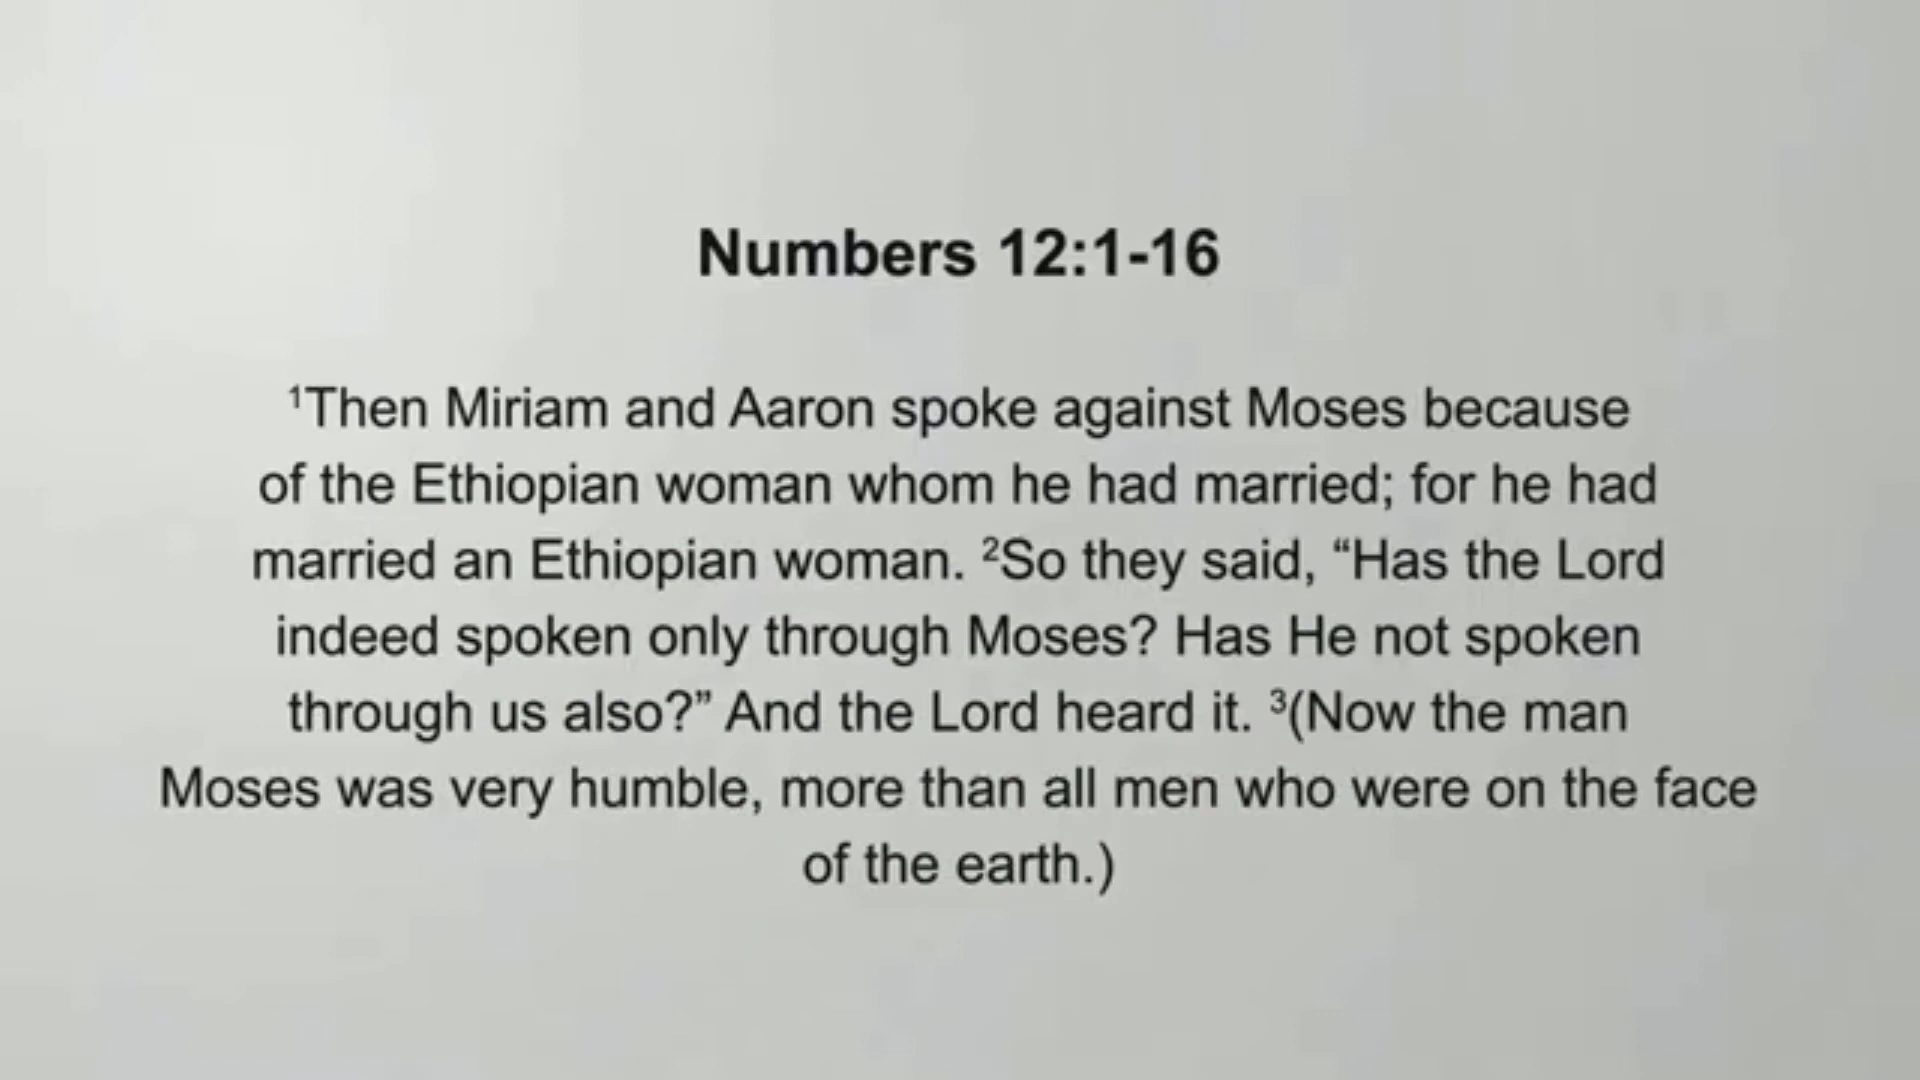 Numbers 12:1-16
¹Then Miriam and Aaron spoke against Moses because
of the Ethiopian woman whom he had married; for he had
married an Ethiopian woman. ²So they said, “Has the Lord
indeed spoken only through Moses? Has He not spoken
through us also?” And the Lord heard it. ³(Now the man
Moses was very humble, more than all men who were on the face
of the earth.)